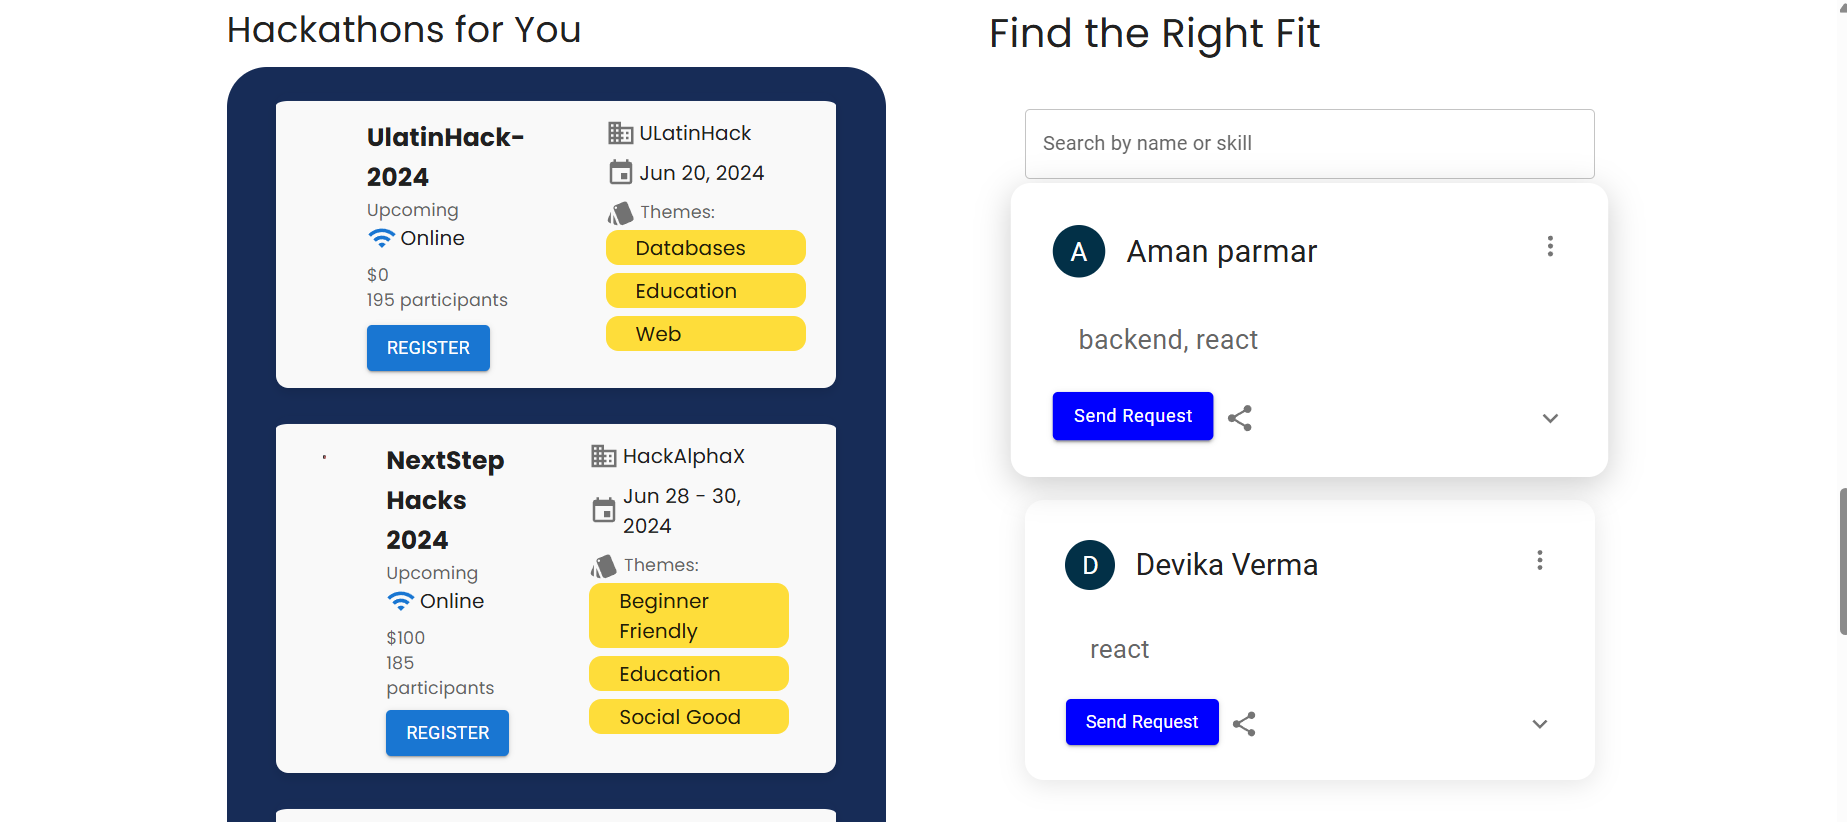 Hackathons for You
UlatinHack-
2024
Upcoming
Online
$0
195 participants
REGISTER
ULatinHack
Jun 20, 2024
Themes:
Databases
Education
Web
NextStep
Hacks
2024
Upcoming
Online
$100
185
participants
REGISTER
HackAlphaX
Jun 28 - 30,
2024
Themes:
Beginner
Friendly
Education
Social Good
Find the Right Fit
Search by name or skill
A
Aman parmar
backend, react
Send Request
D
Devika Verma
react
Send Request